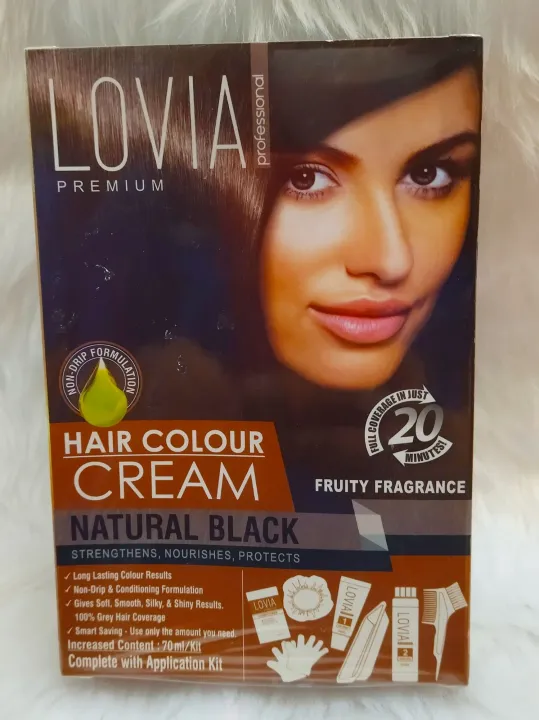 LOVIA
professional
PREMIUM
NON-DRIP FORMULATION
FULL COVERAGE IN JUST
20
MINUTES!
HAIR COLOUR
CREAM
FRUITY FRAGRANCE
NATURAL BLACK
STRENGTHENS, NOURISHES, PROTECTS
✓ Long Lasting Colour Results
✓ Non-Drip & Conditioning Formulation
✓ Gives Soft, Smooth, Silky, & Shiny Results.
100% Grey Hair Coverage
✓ Smart Saving - Use only the amount you need.
Increased Content : 70ml/Kit
Complete with Application Kit
LOVIA
LOVIA
1
LOVIA
2